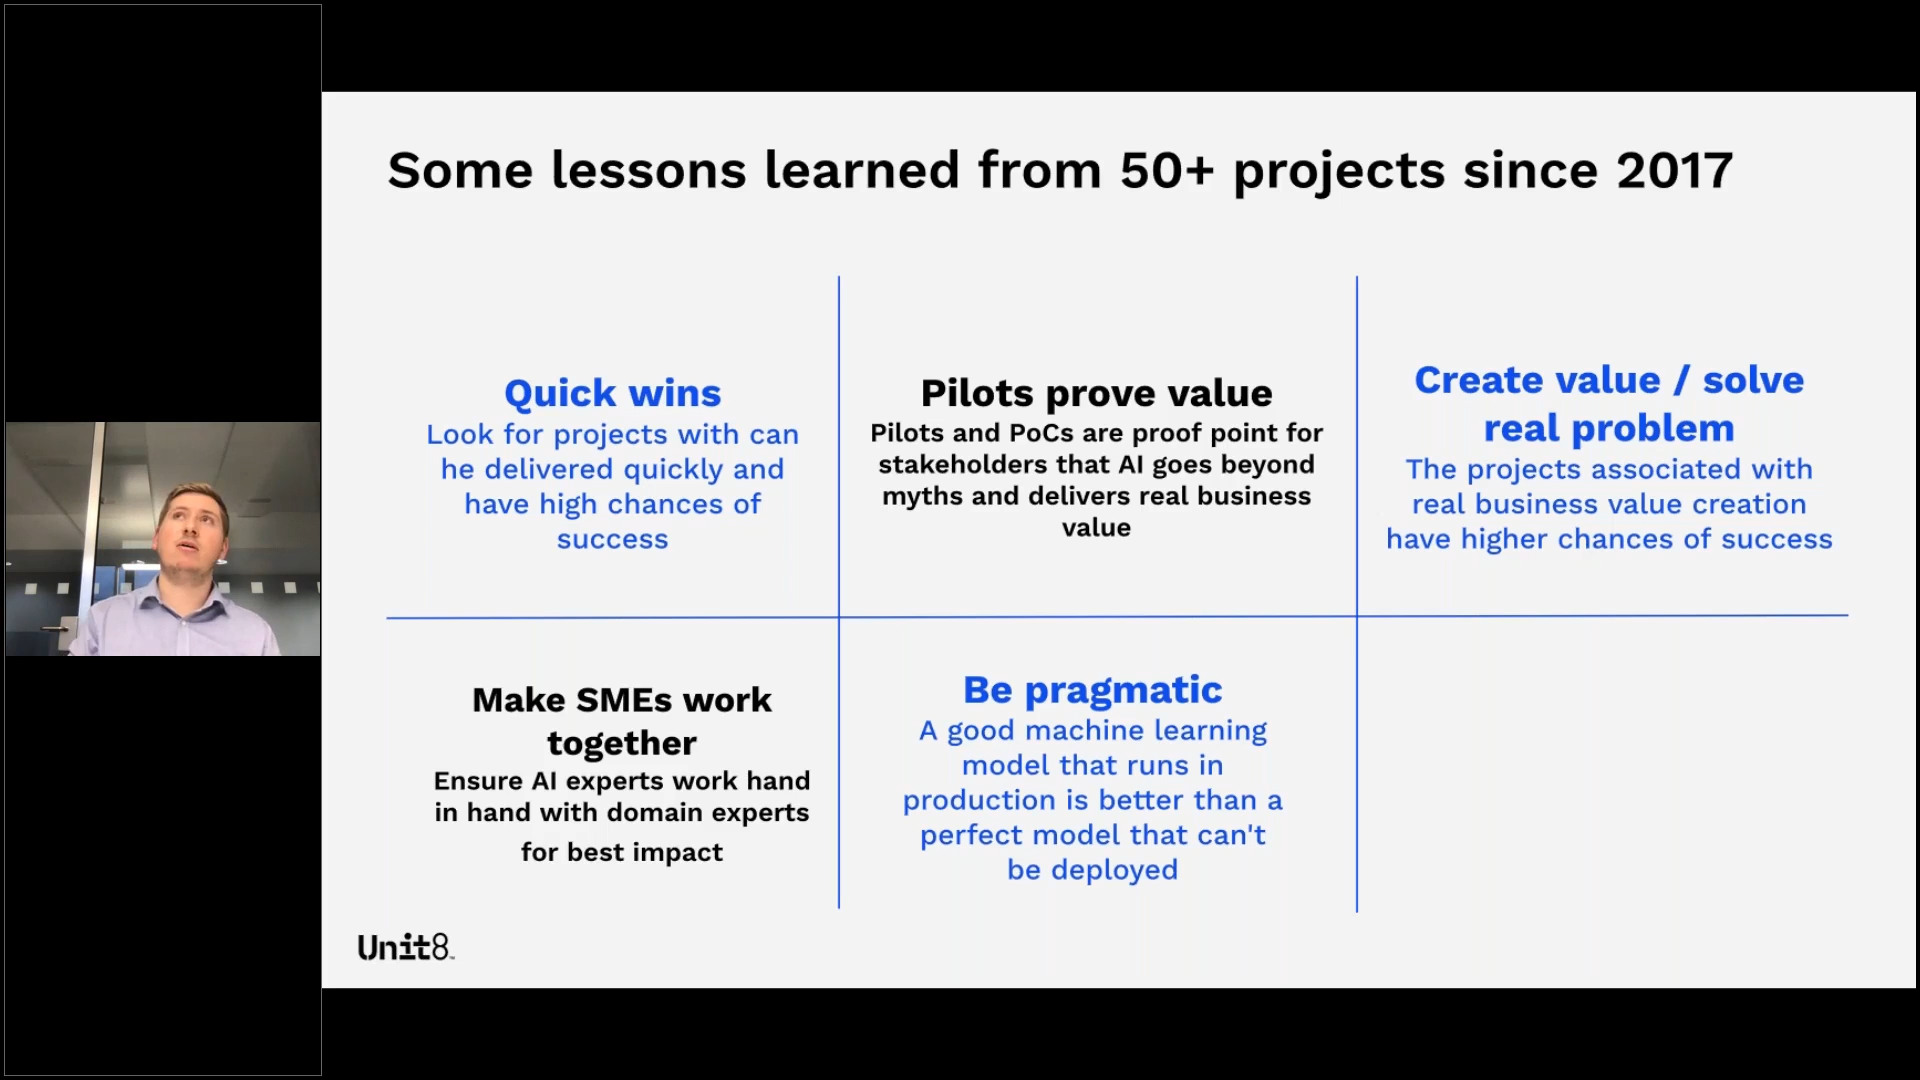 Some lessons learned from 50+ projects since 2017
Quick wins
Look for projects with can
he delivered quickly and
have high chances of
success
Pilots prove value
Pilots and PoCs are proof point for
stakeholders that AI goes beyond
myths and delivers real business
value
Create value / solve
real problem
The projects associated with
real business value creation
have higher chances of success
Make SMEs work
together
Ensure AI experts work hand
in hand with domain experts
for best impact
Be pragmatic
A good machine learning
model that runs in
production is better than a
perfect model that can't
be deployed
Unit8